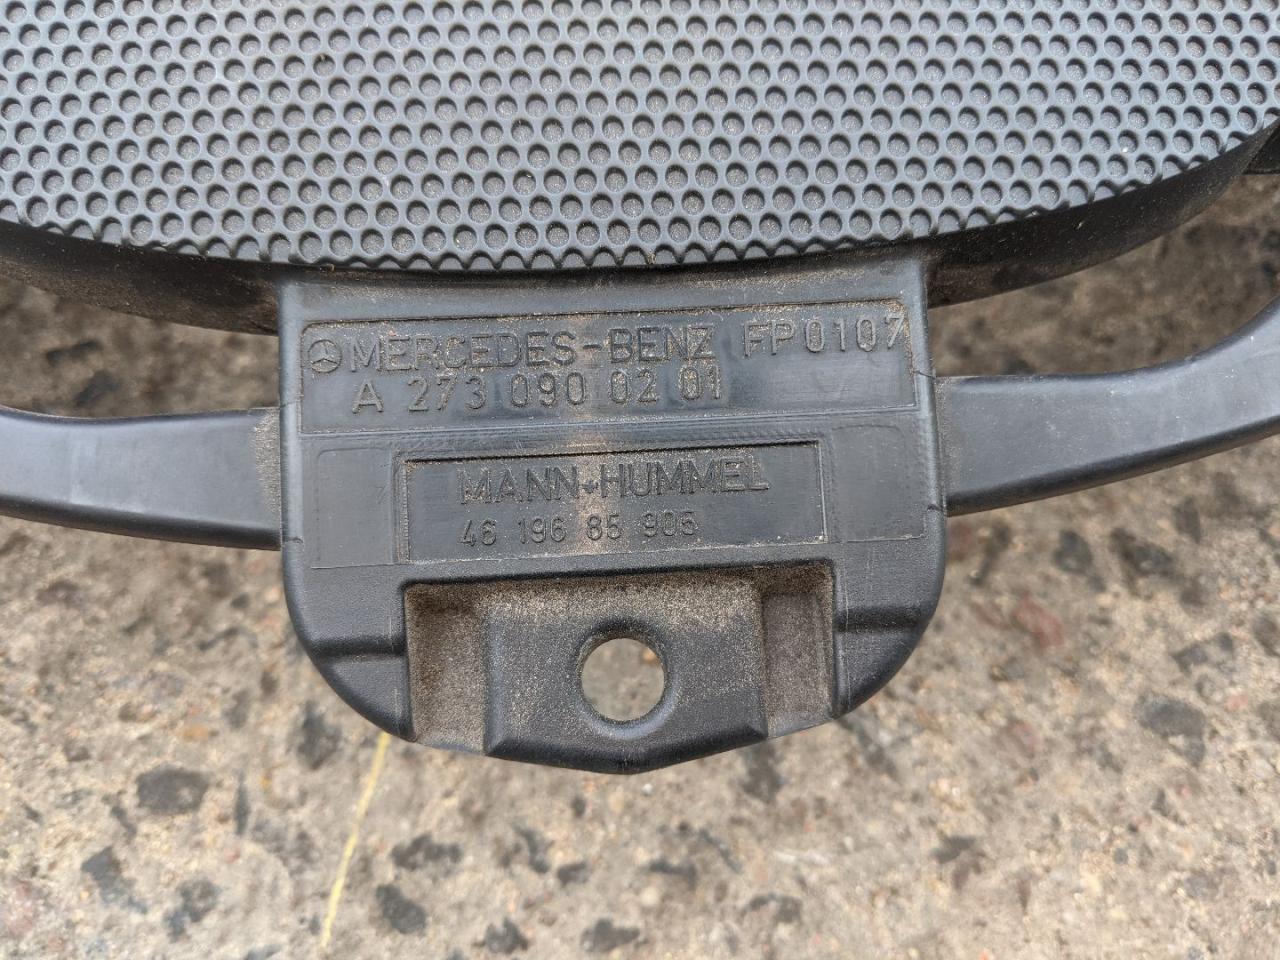 MERCEDES-BENZ FP0107
A 273 090 02 01
MANN+HUMMEL
46 196 85 905